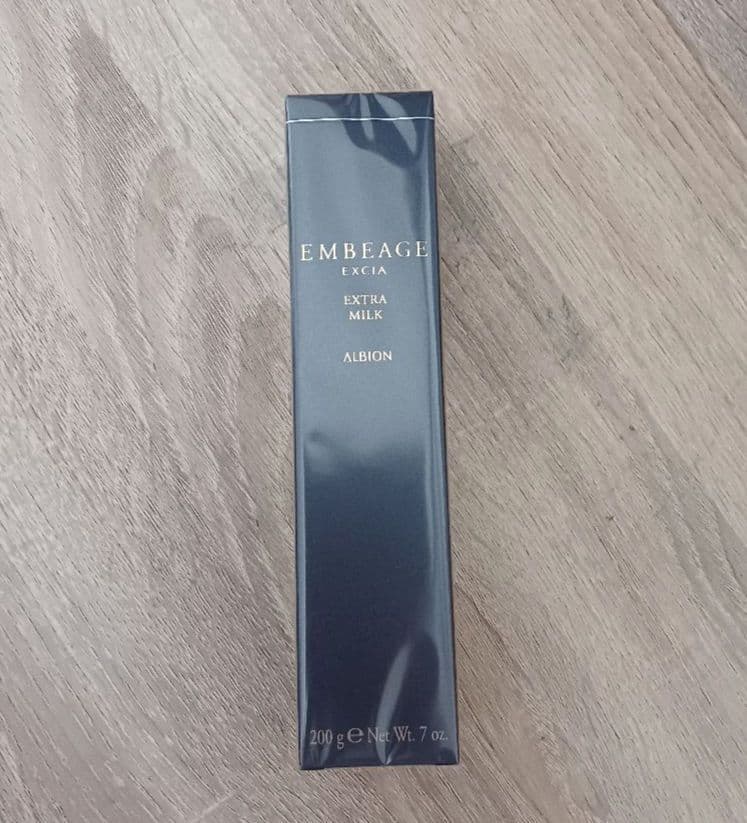 EMBEAGE
EXCIA
EXTRA
MILK
ALBION
200 g ℮ Net Wt. 7 oz.